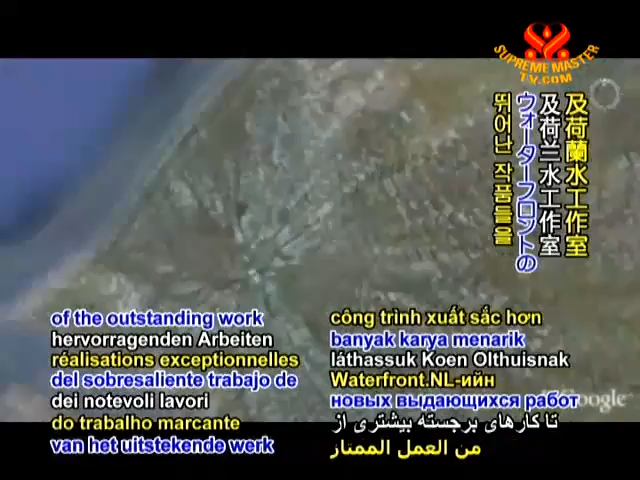 SUPREME MASTER
TV.COM
及荷蘭水工作室
及荷兰水工作室
ウォーターフロントの
뛰어난 작품들을
of the outstanding work
hervorragenden Arbeiten
réalisations exceptionnelles
del sobresaliente trabajo de
dei notevoli lavori
do trabalho marcante
van het uitstekende werk
công trình xuất sắc hơn
banyak karya menarik
láthassuk Koen Olthuisnak
Waterfront.NL-ийн
новых выдающихся работ
تا کارهای برجسته بیشتری از
من العمل الممتاز
Google